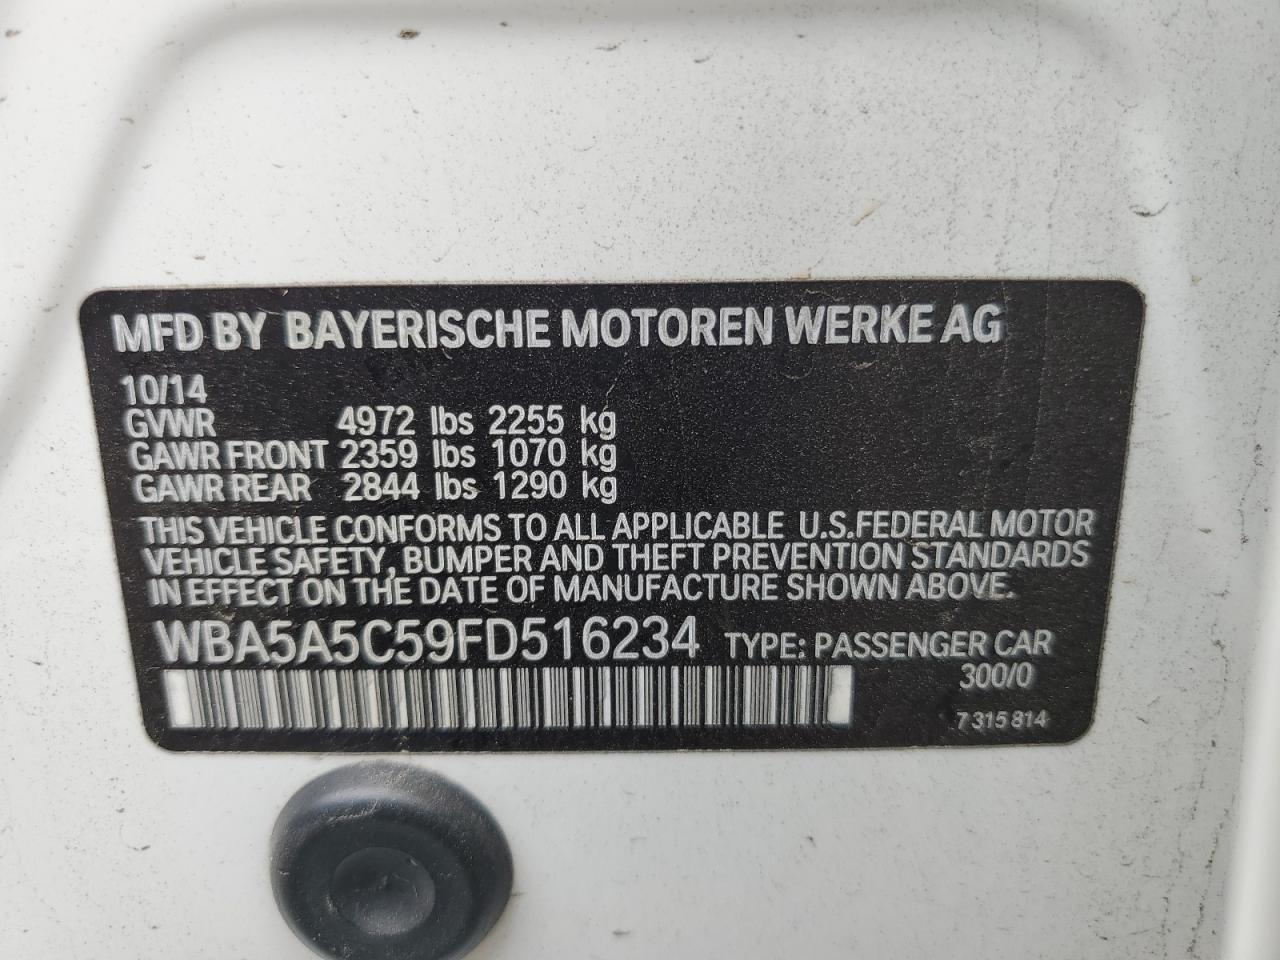 MFD BY BAYERISCHE MOTOREN WERKE AG
10/14
GVWR 4972 lbs 2255 kg
GAWR FRONT 2359 lbs 1070 kg
GAWR REAR 2844 lbs 1290 kg
THIS VEHICLE CONFORMS TO ALL APPLICABLE U.S.FEDERAL MOTOR
VEHICLE SAFETY, BUMPER AND THEFT PREVENTION STANDARDS
IN EFFECT ON THE DATE OF MANUFACTURE SHOWN ABOVE.
WBA5A5C59FD516234 TYPE: PASSENGER CAR
300/0
7 315 814